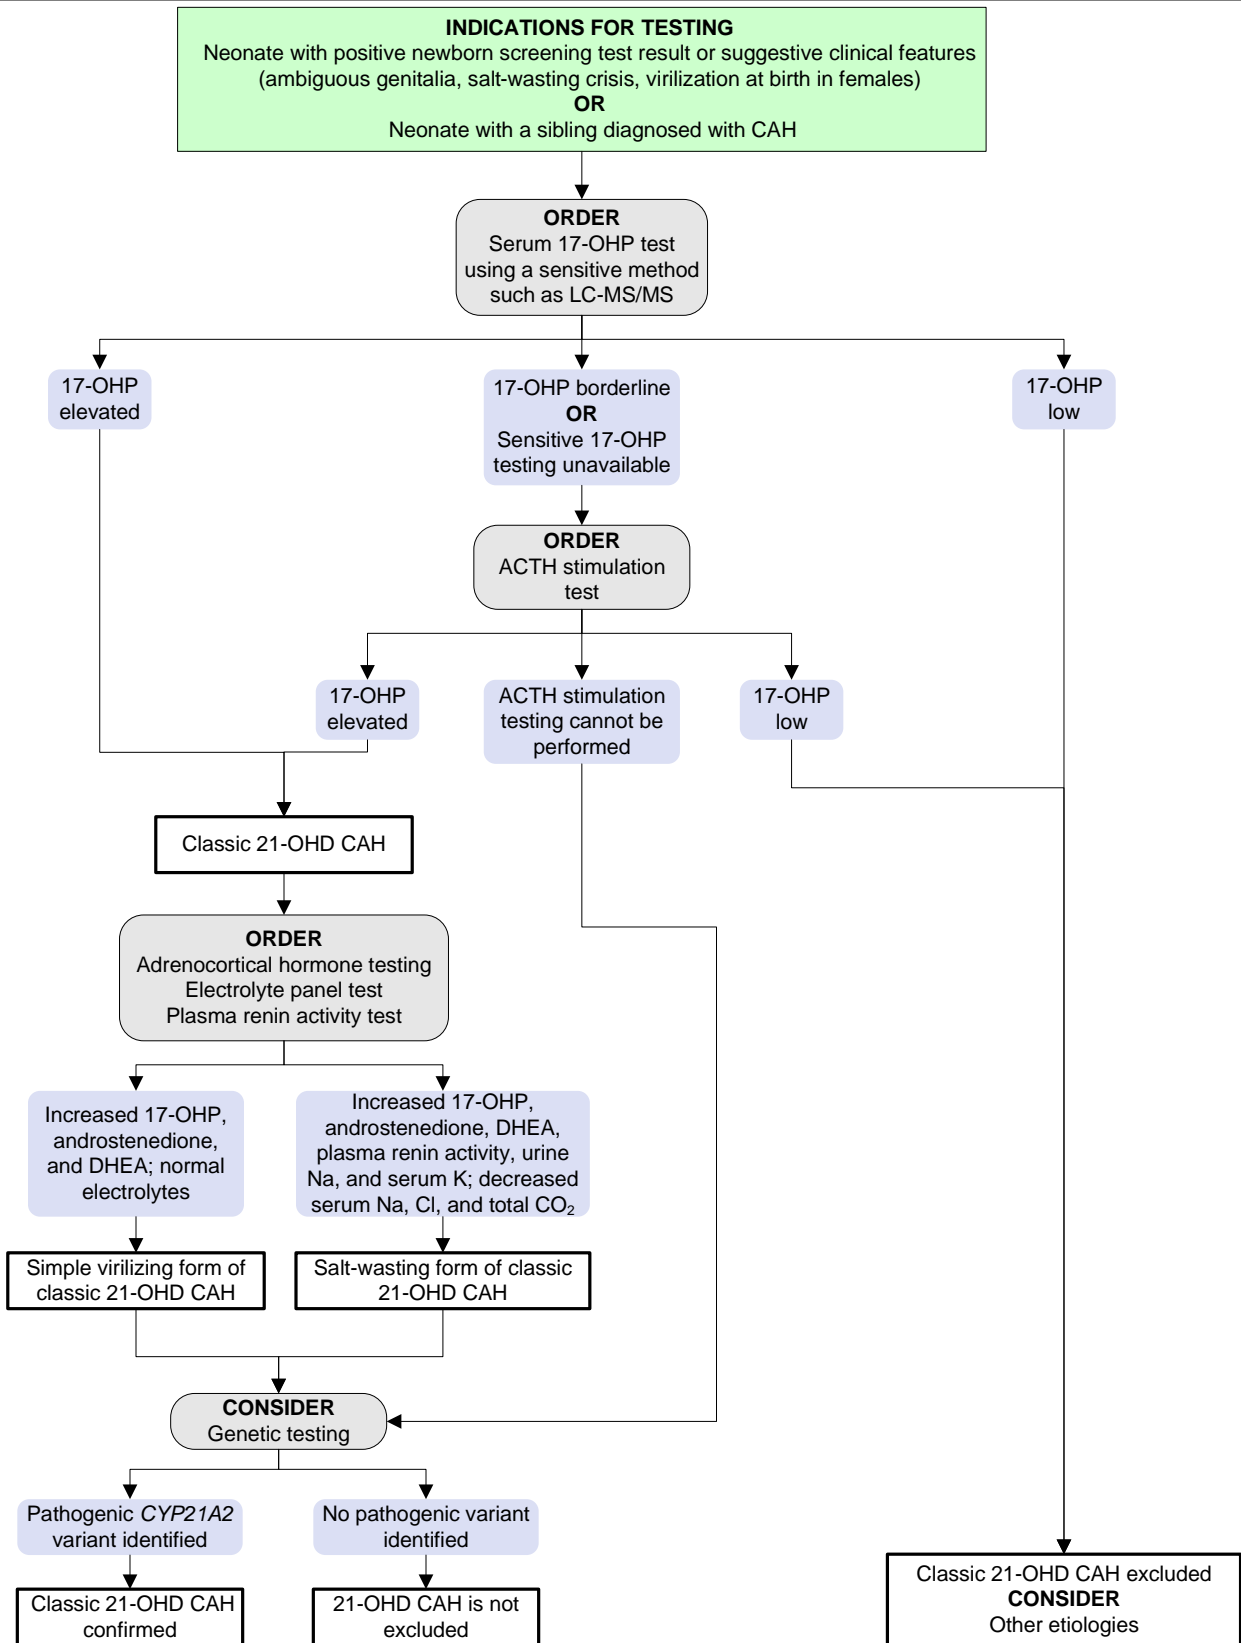 INDICATIONS FOR TESTING
Neonate with positive newborn screening test result or suggestive clinical features
(ambiguous genitalia, salt-wasting crisis, virilization at birth in females)
OR
Neonate with a sibling diagnosed with CAH
ORDER
Serum 17-OHP test
using a sensitive method
such as LC-MS/MS
17-OHP
elevated
17-OHP borderline
OR
Sensitive 17-OHP
testing unavailable
17-OHP
low
ORDER
ACTH stimulation
test
17-OHP
elevated
ACTH stimulation
testing cannot be
performed
17-OHP
low
Classic 21-OHD CAH
ORDER
Adrenocortical hormone testing
Electrolyte panel test
Plasma renin activity test
Increased 17-OHP,
androstenedione,
and DHEA; normal
electrolytes
Increased 17-OHP,
androstenedione, DHEA,
plasma renin activity, urine
Na, and serum K; decreased
serum Na, Cl, and total CO₂
Simple virilizing form of
classic 21-OHD CAH
Salt-wasting form of classic
21-OHD CAH
CONSIDER
Genetic testing
Pathogenic CYP21A2
variant identified
No pathogenic variant
identified
Classic 21-OHD CAH
confirmed
21-OHD CAH is not
excluded
Classic 21-OHD CAH excluded
CONSIDER
Other etiologies